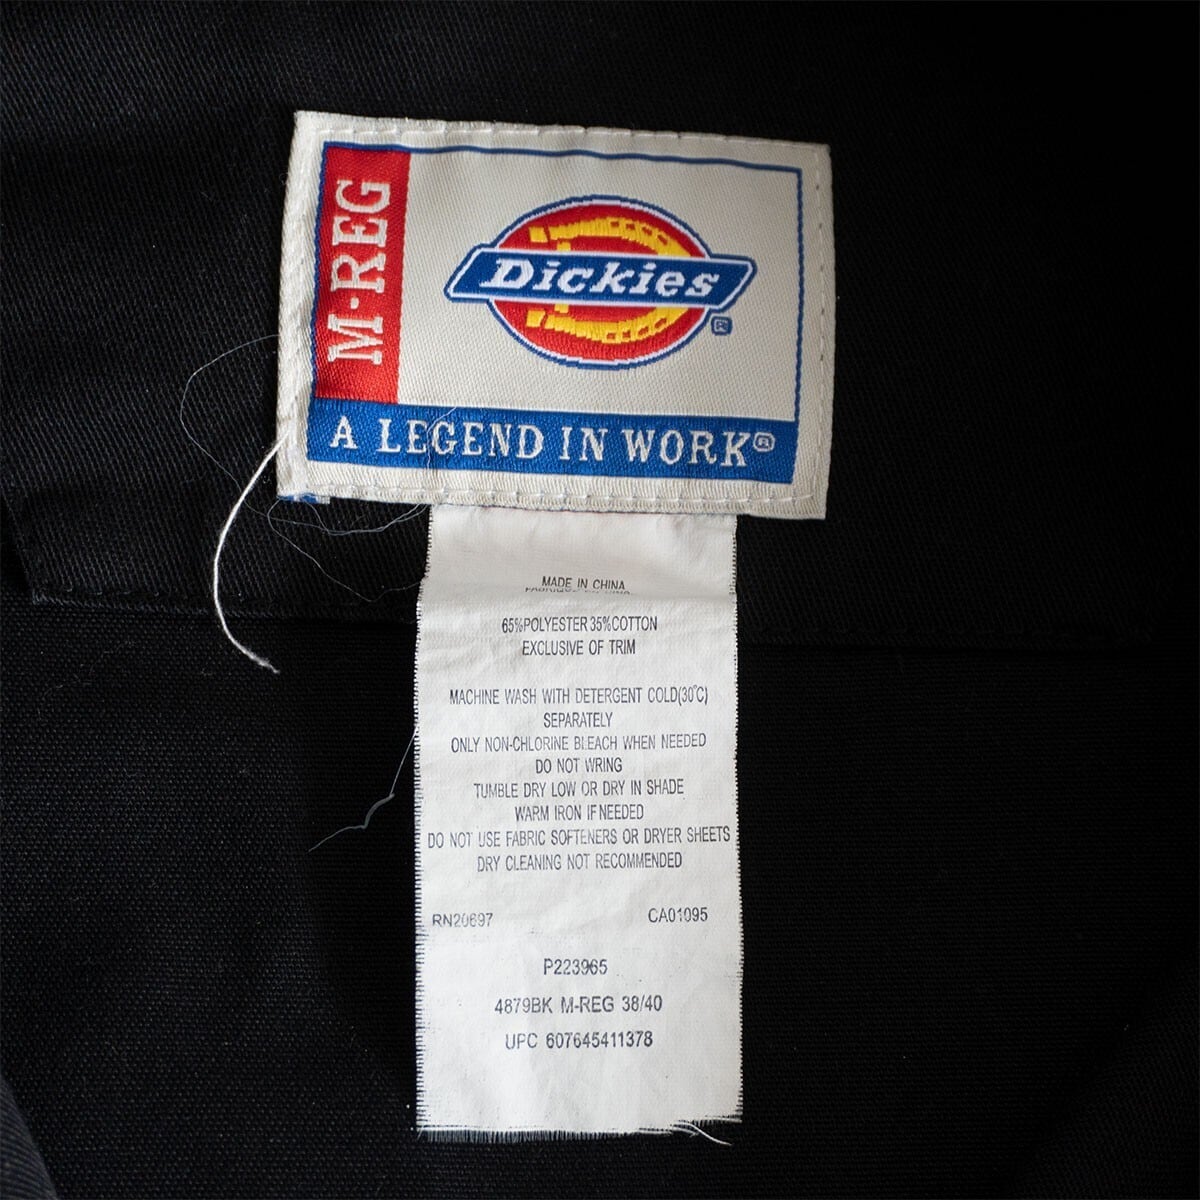 M·REG
Dickies®
A LEGEND IN WORK®
MADE IN CHINA
65%POLYESTER 35%COTTON
EXCLUSIVE OF TRIM
MACHINE WASH WITH DETERGENT COLD(30°C)
SEPARATELY
ONLY NON-CHLORINE BLEACH WHEN NEEDED
DO NOT WRING
TUMBLE DRY LOW OR DRY IN SHADE
WARM IRON IF NEEDED
DO NOT USE FABRIC SOFTENERS OR DRYER SHEETS
DRY CLEANING NOT RECOMMENDED
RN20697 CA01095
P223965
4879BK M-REG 38/40
UPC 607645411378